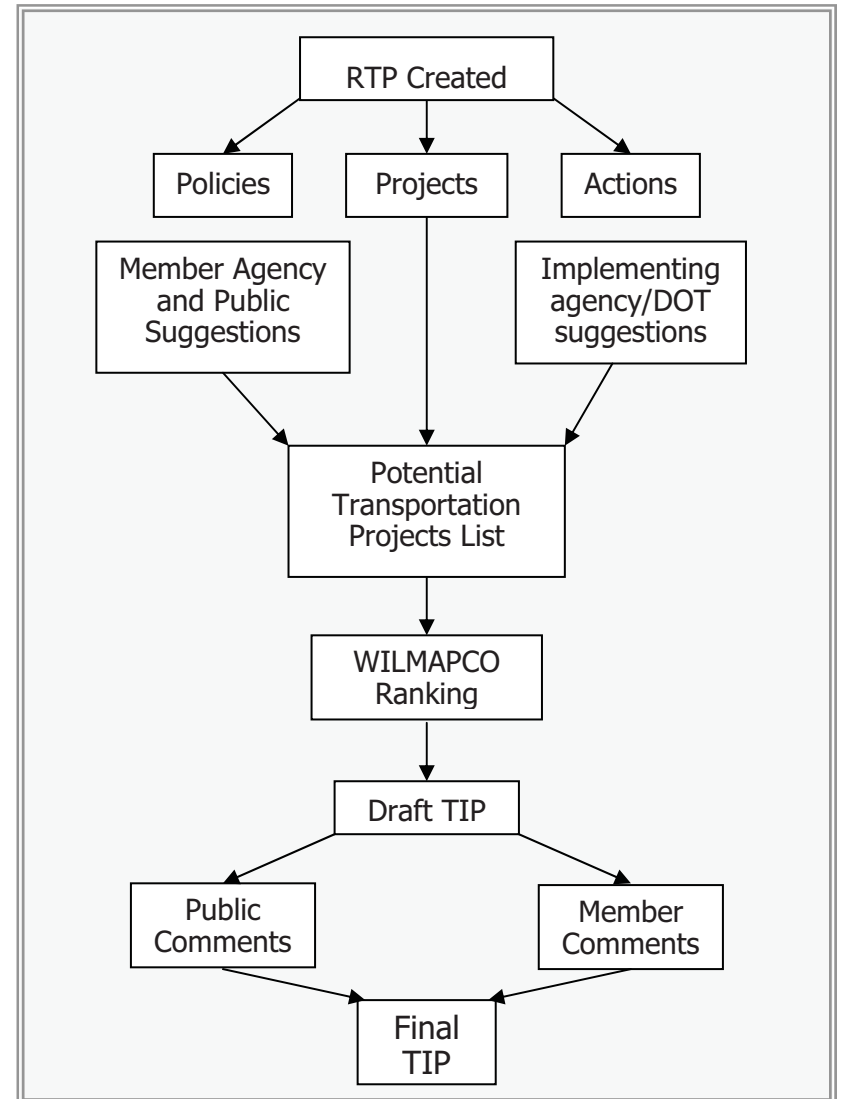 RTP Created
Policies
Projects
Actions
Member Agency
and Public
Suggestions
Implementing
agency/DOT
suggestions
Potential
Transportation
Projects List
WILMAPCO
Ranking
Draft TIP
Public
Comments
Member
Comments
Final
TIP